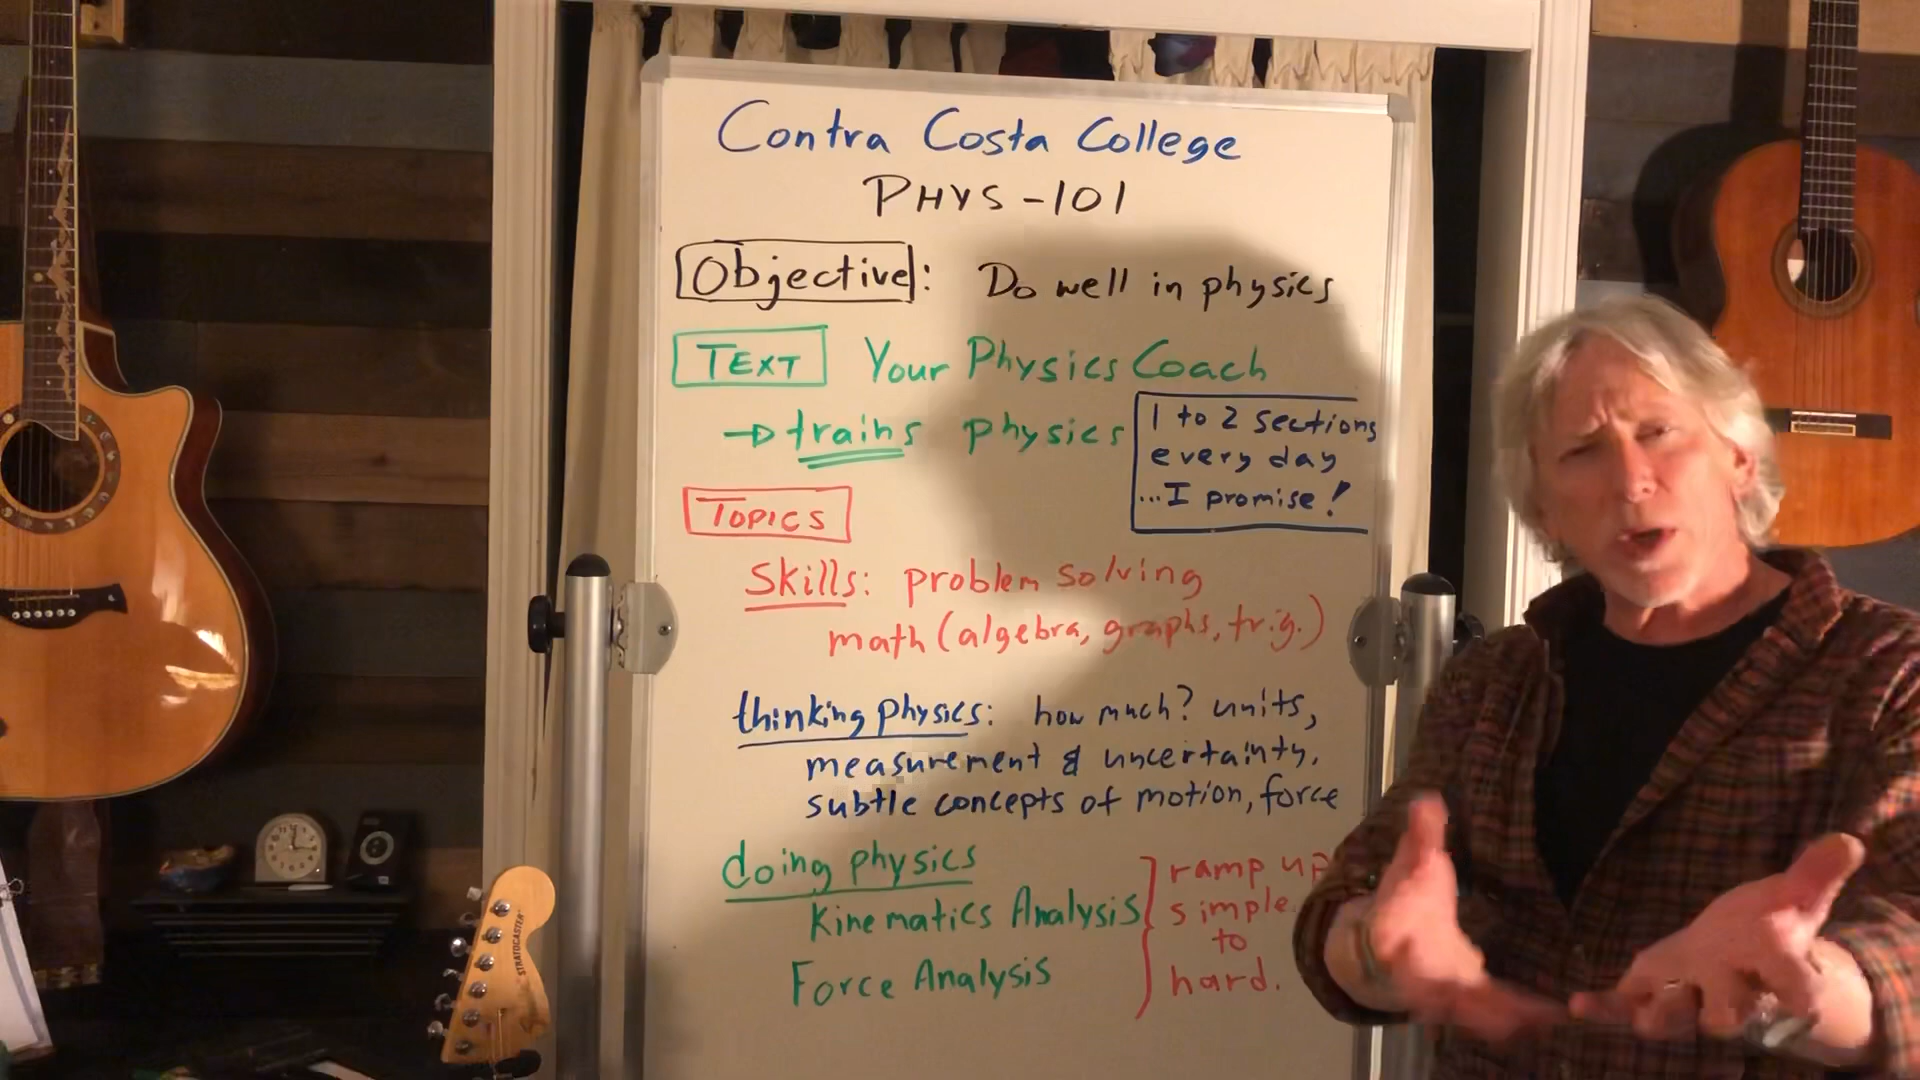 Contra Costa College
PHYS-101
Objective: Do well in physics
TEXT Your Physics Coach
→ trains physics
1 to 2 sections
every day
...I promise!
TOPICS
Skills: problem solving
math (algebra, graphs, trig.)
thinking physics: how much? units,
measurement & uncertainty,
subtle concepts of motion, force
doing physics
Kinematics Analysis
Force Analysis
ramp up
simple
to
hard.
STRATOCASTER